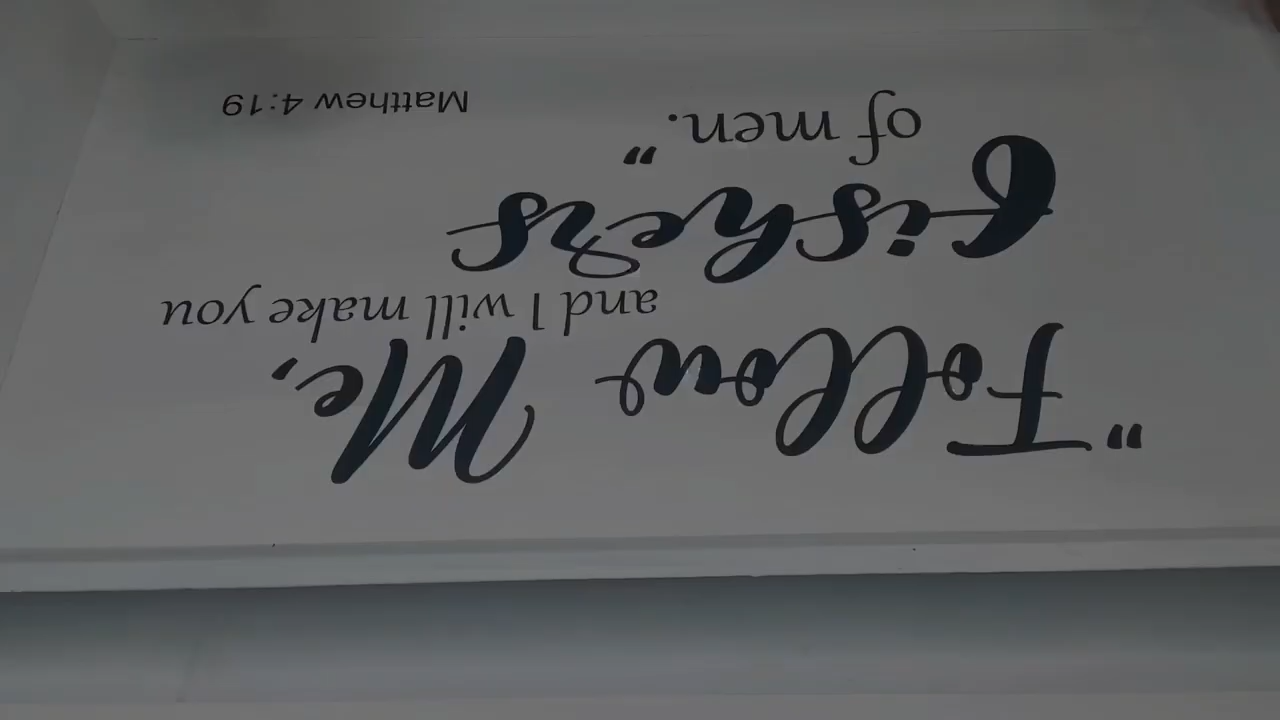 "Follow Me,
and I will make you
fishers
of men."
Matthew 4:19